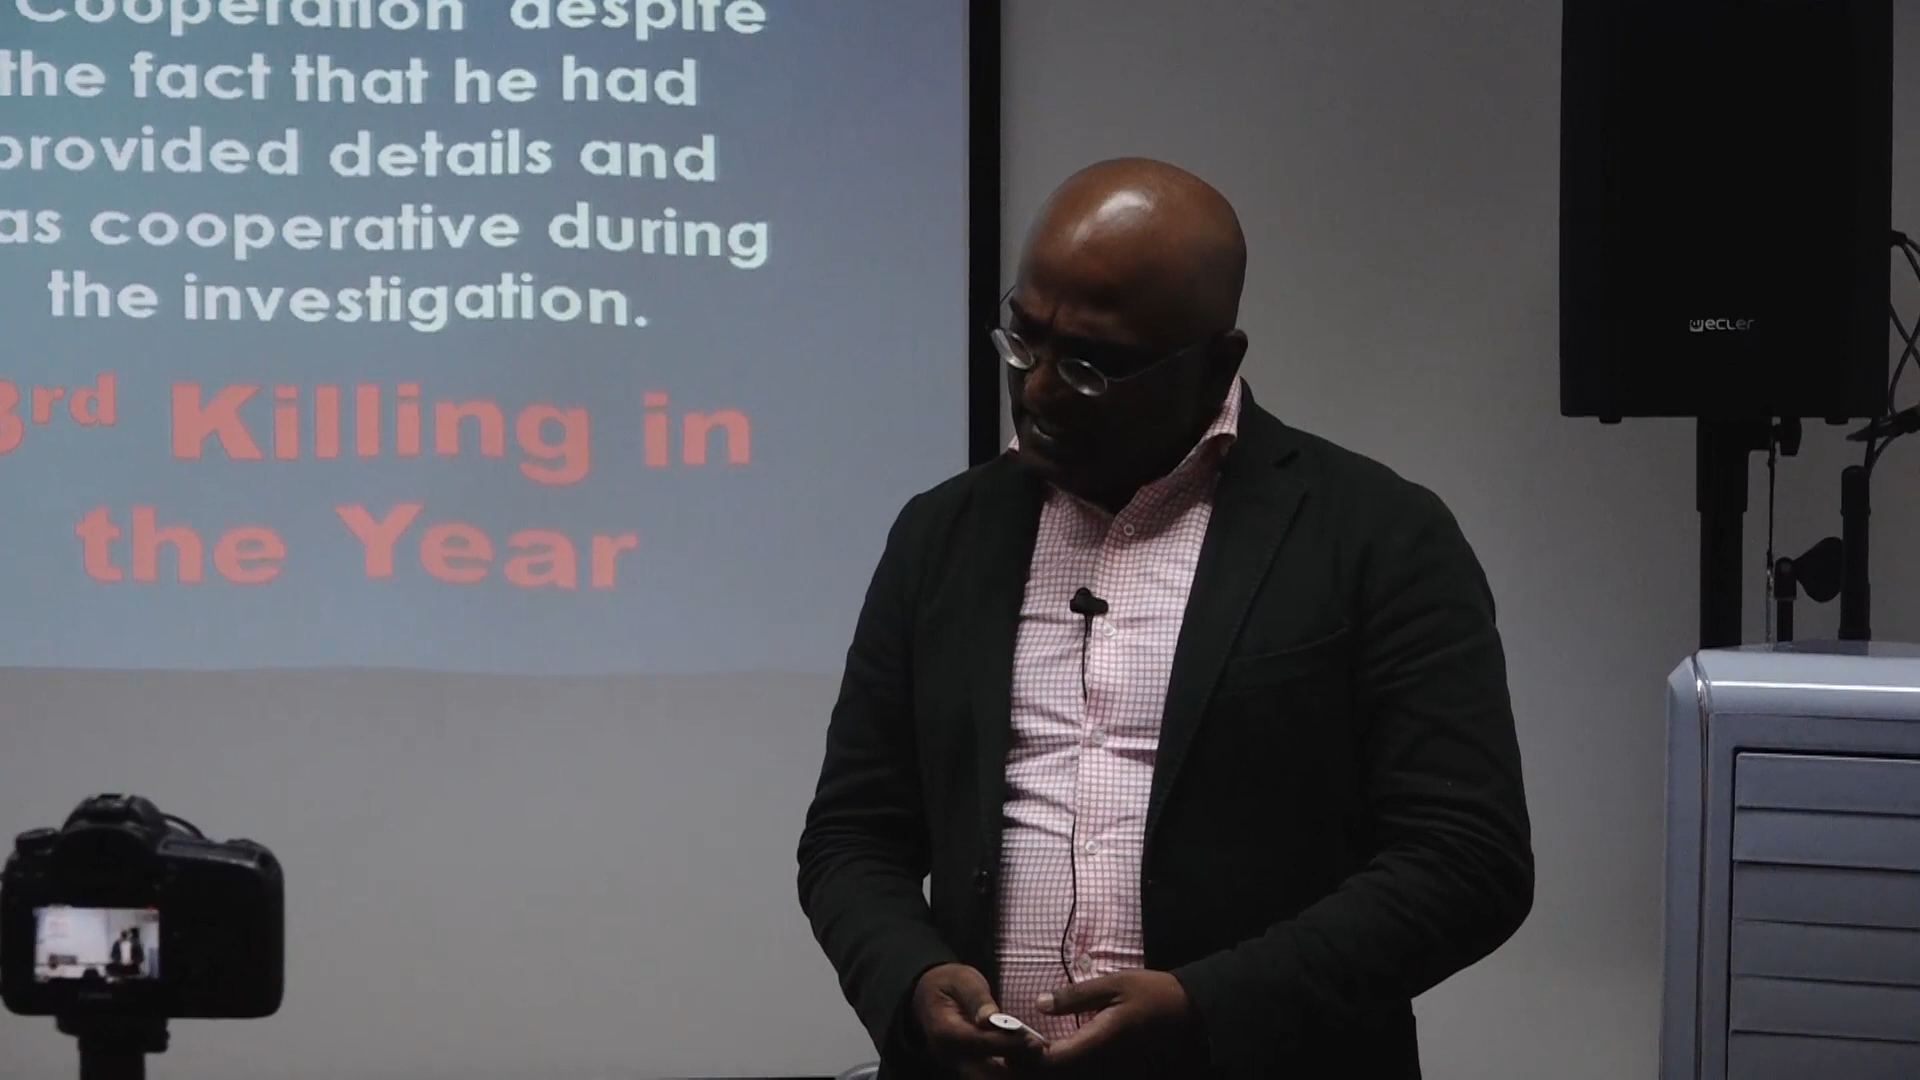 Cooperation despite
the fact that he had
provided details and
as cooperative during
the investigation.
3rd Killing in
the Year
ecler